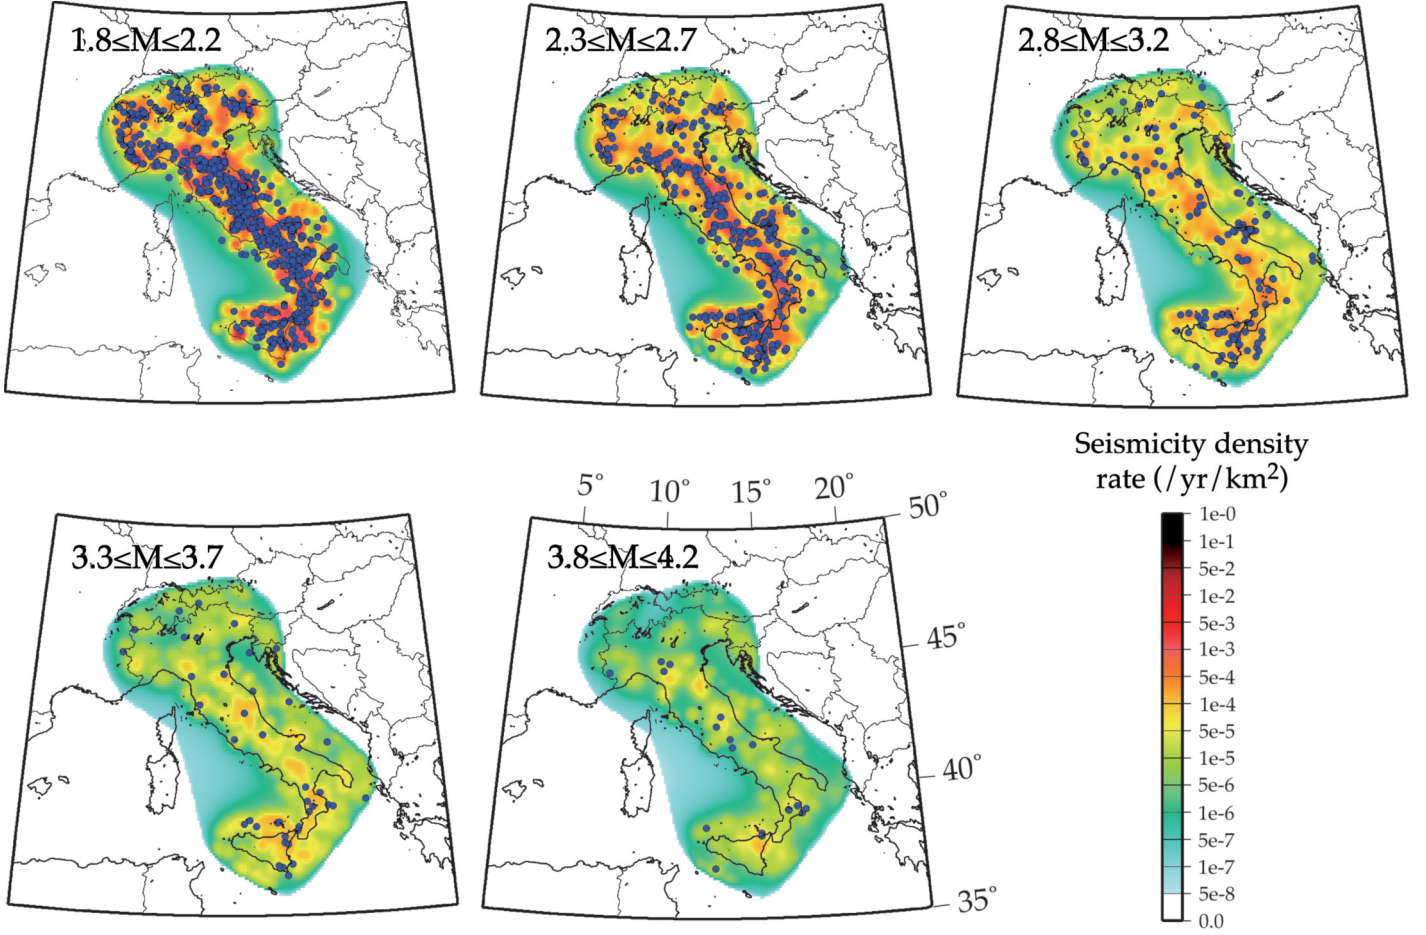 1.8≤M≤2.2
2.3≤M≤2.7
2.8≤M≤3.2
3.3≤M≤3.7
3.8≤M≤4.2
5° 10° 15° 20° 50°
45°
40°
35°
Seismicity density
rate (/yr/km²)
1e-0
1e-1
5e-2
1e-2
5e-3
1e-3
5e-4
1e-4
5e-5
1e-5
5e-6
1e-6
5e-7
1e-7
5e-8
0.0